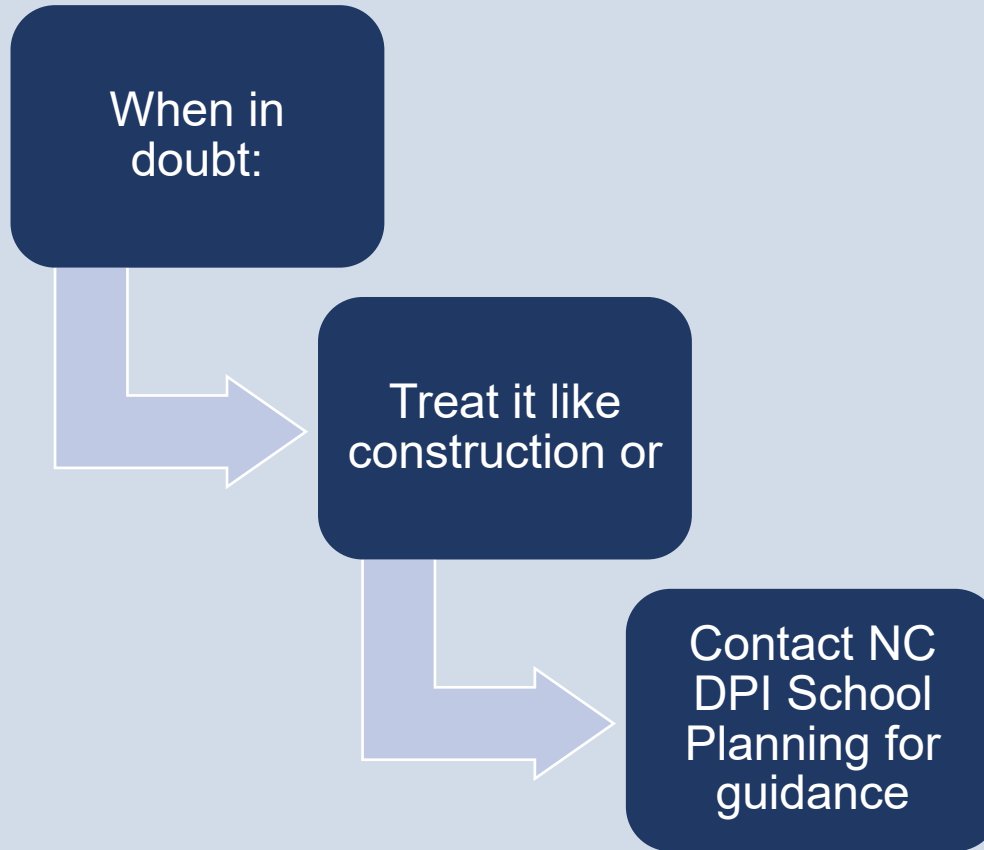 When in
doubt:
Treat it like
construction or
Contact NC
DPI School
Planning for
guidance